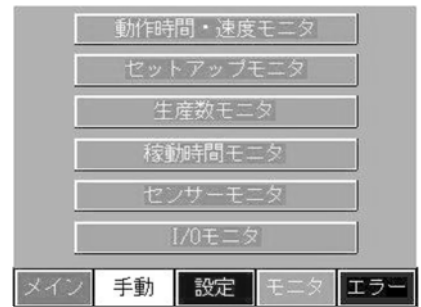 動作時間・速度モニタ
セットアップモニタ
生産数モニタ
稼動時間モニタ
センサーモニタ
I/Oモニタ
メイン 手動 設定 モニタ エラー